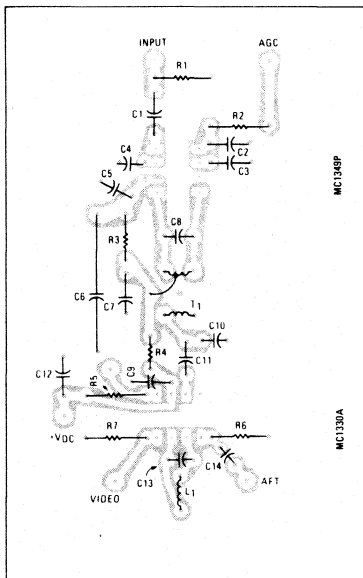 INPUT
AGC
R1
C1
R2
C4
C2
C3
C5
MC1349P
C8
R3
C6
C7
T1
C10
R4
C11
C12
C9
R5
+VDC
R7
R6
MC1330A
C13
C14
VIDEO
L1
AFT